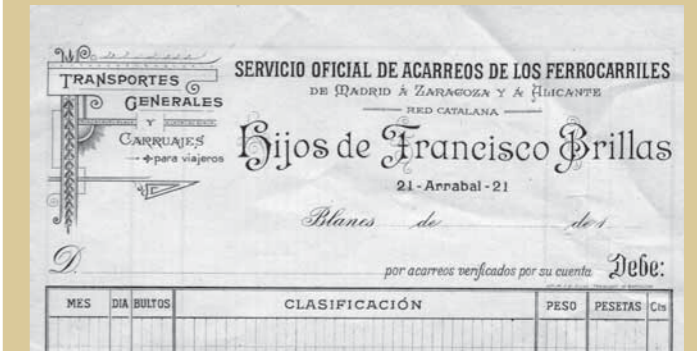 TRANSPORTES
GENERALES
Y
CARRUAJES
para viajeros
SERVICIO OFICIAL DE ACARREOS DE LOS FERROCARRILES
DE MADRID Á ZARAGOZA Y Á ALICANTE
RED CATALANA
Hijos de Francisco Brillas
21 - Arrabal - 21
Blanes de de 1
D.
por acarreos verificados por su cuenta Debe:
MES DIA BULTOS CLASIFICACIÓN PESO PESETAS Cts